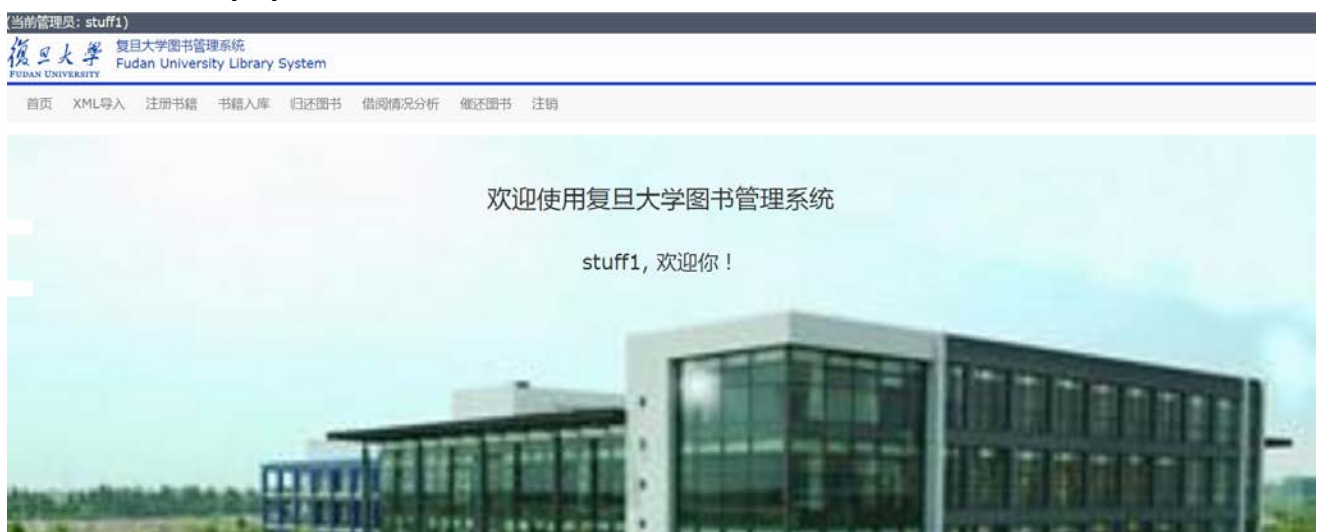 (当前管理员: stuff1)
復旦大學
FUDAN UNIVERSITY
复旦大学图书管理系统
Fudan University Library System
首页 XML导入 注册书籍 书籍入库 归还图书 借阅情况分析 催还图书 注销
欢迎使用复旦大学图书管理系统
stuff1, 欢迎你！